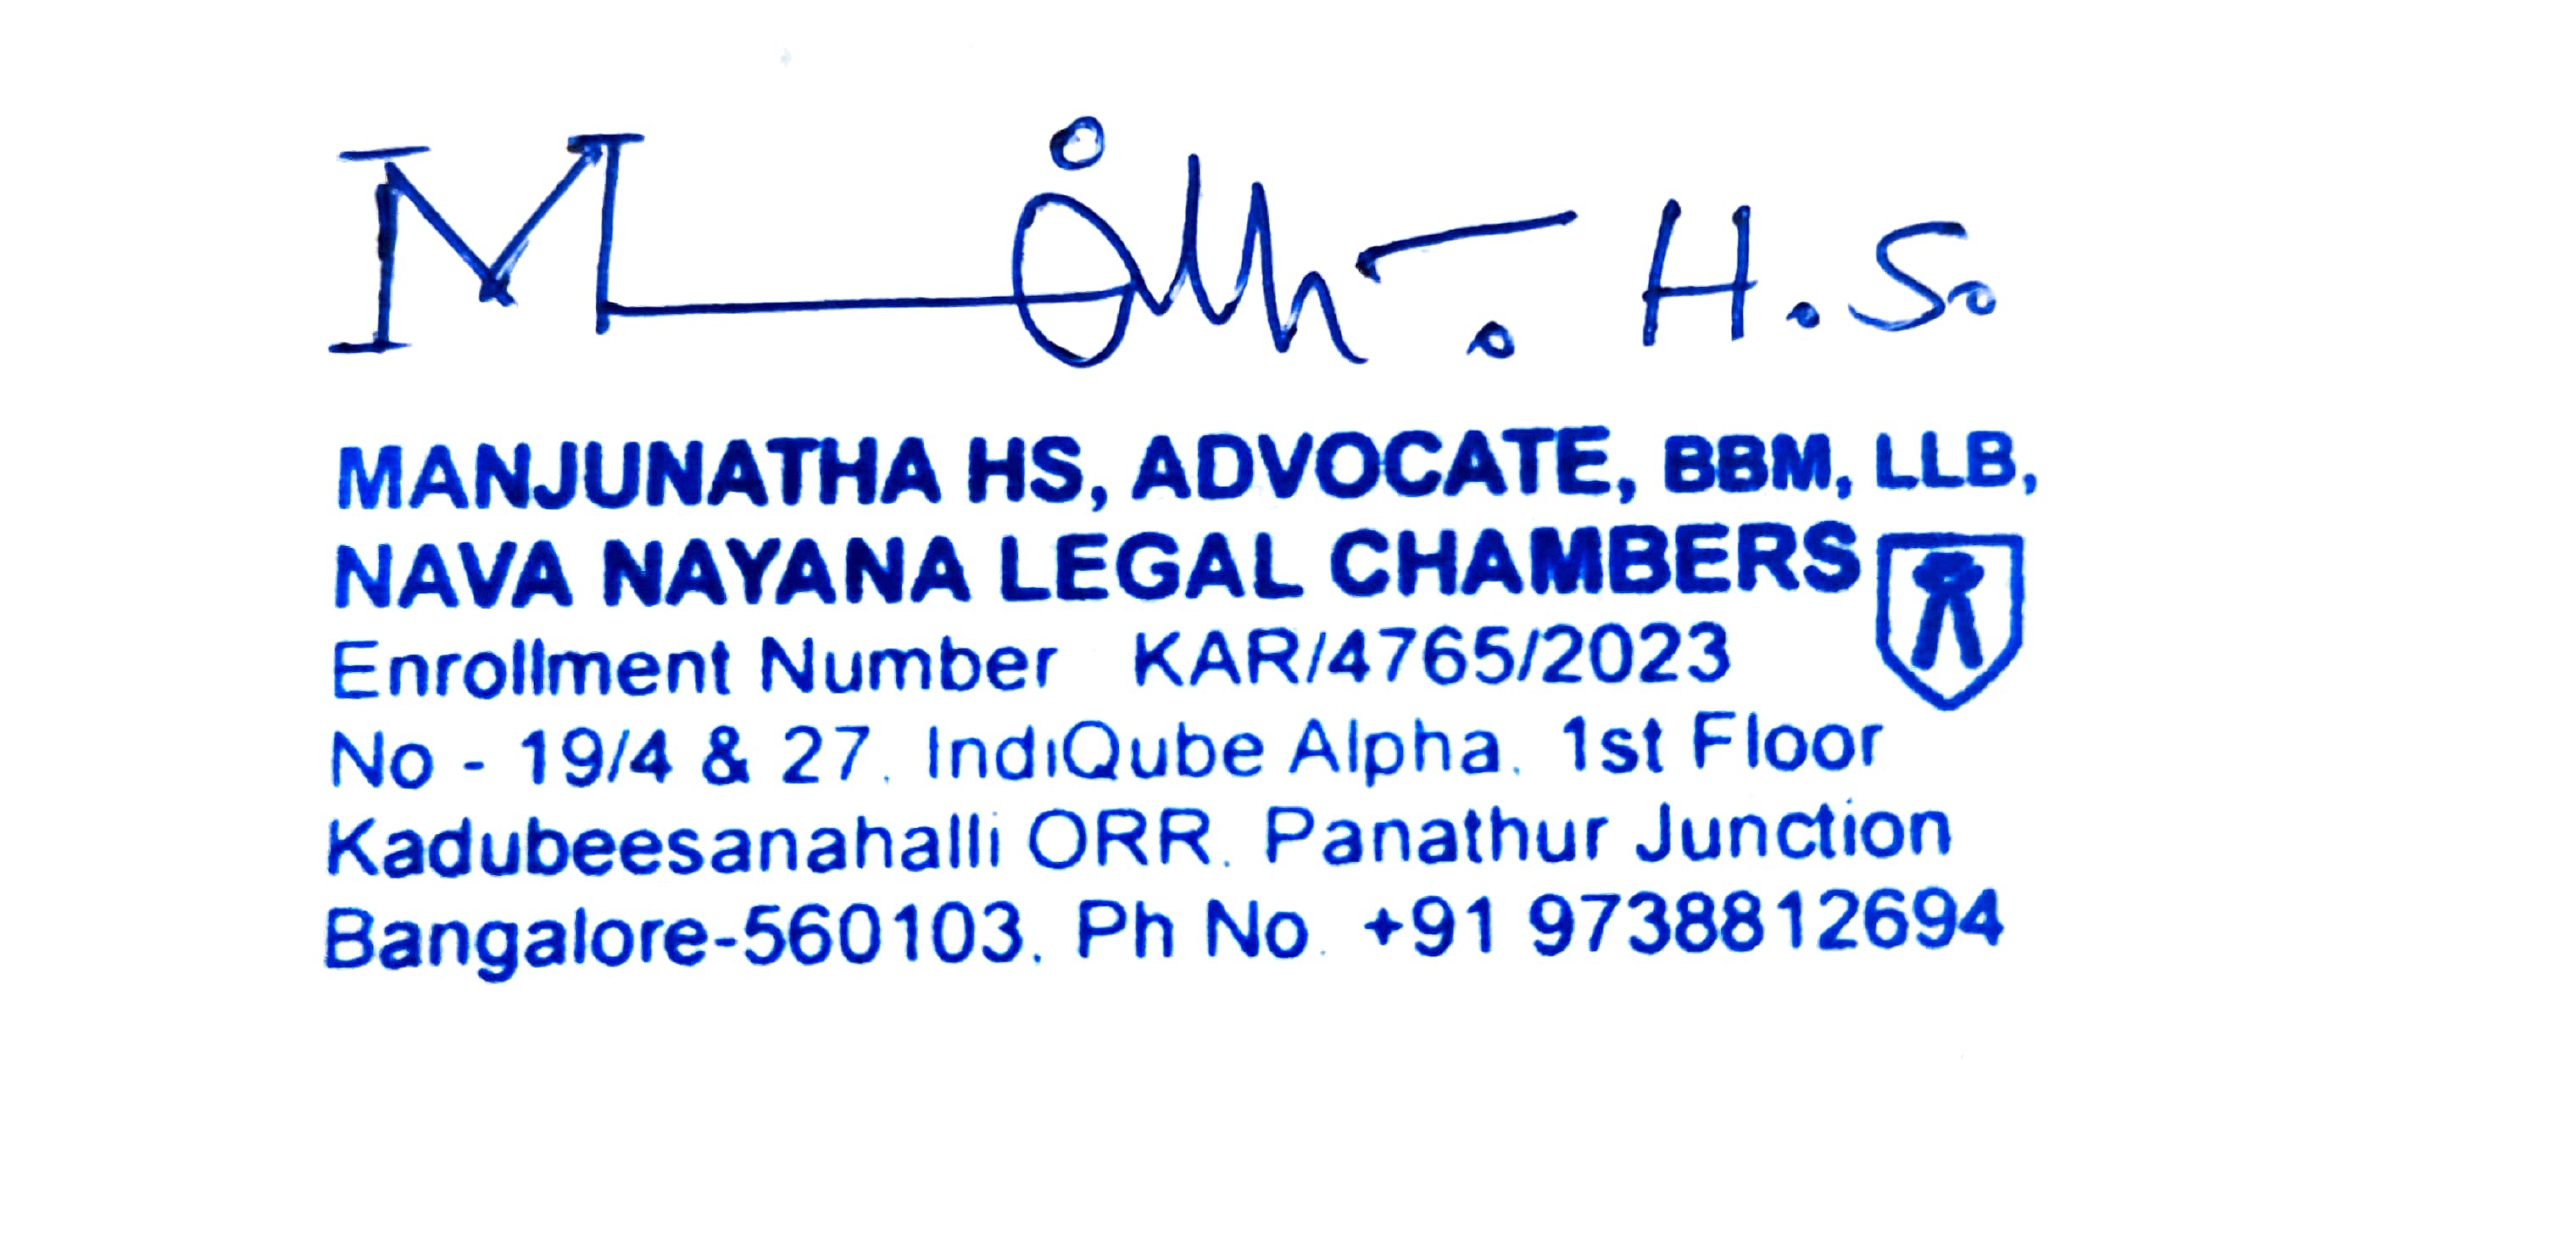 H.S.
MANJUNATHA HS, ADVOCATE, BBM, LLB,
NAVA NAYANA LEGAL CHAMBERS
Enrollment Number KAR/4765/2023
No - 19/4 & 27. IndiQube Alpha. 1st Floor
Kadubeesanahalli ORR. Panathur Junction
Bangalore-560103. Ph No. +91 9738812694